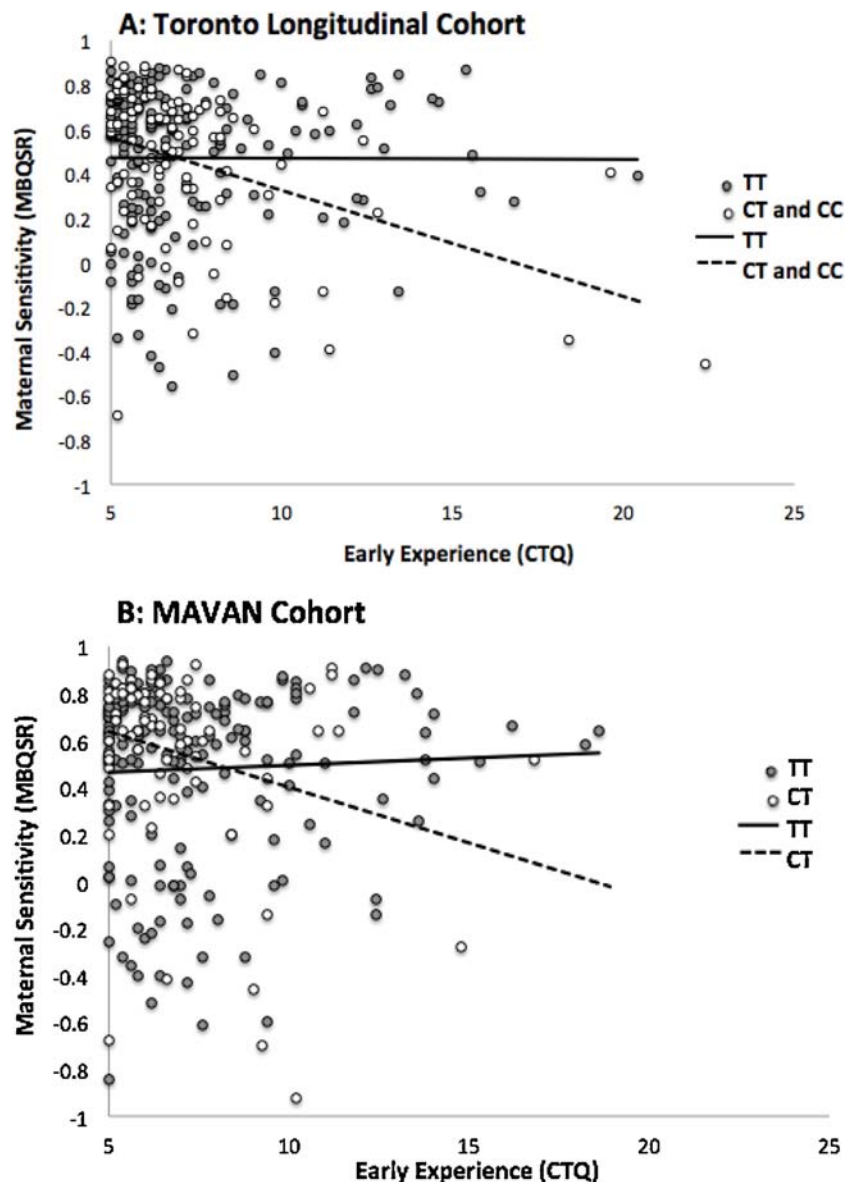 A: Toronto Longitudinal Cohort
1
0.8
0.6
0.4
0.2
0
-0.2
-0.4
-0.6
-0.8
-1
Maternal Sensitivity (MBQSR)
5 10 15 20 25
Early Experience (CTQ)
TT
CT and CC
TT
CT and CC
B: MAVAN Cohort
1
0.8
0.6
0.4
0.2
0
-0.2
-0.4
-0.6
-0.8
-1
Maternal Sensitivity (MBQSR)
5 10 15 20 25
Early Experience (CTQ)
TT
CT
TT
CT